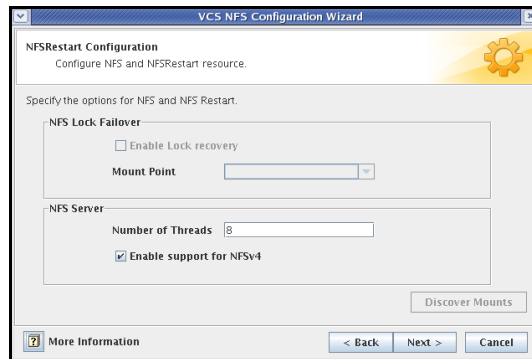 VCS NFS Configuration Wizard
NFSRestart Configuration
Configure NFS and NFSRestart resource.
Specify the options for NFS and NFS Restart.
NFS Lock Failover
Enable Lock recovery
Mount Point
NFS Server
Number of Threads 8
Enable support for NFSv4
Discover Mounts
? More Information
< Back Next > Cancel